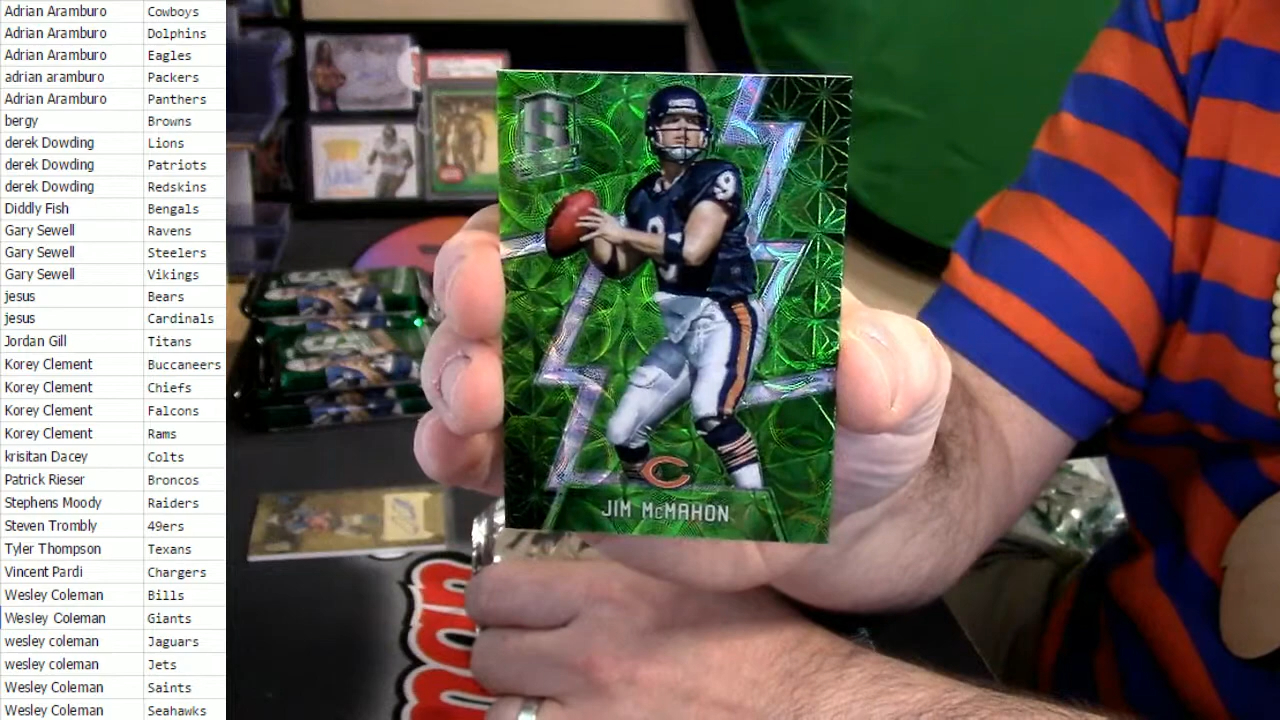 Adrian Aramburo Cowboys
Adrian Aramburo Dolphins
Adrian Aramburo Eagles
adrian aramburo Packers
Adrian Aramburo Panthers
bergy Browns
derek Dowding Lions
derek Dowding Patriots
derek Dowding Redskins
Diddly Fish Bengals
Gary Sewell Ravens
Gary Sewell Steelers
Gary Sewell Vikings
jesus Bears
jesus Cardinals
Jordan Gill Titans
Korey Clement Buccaneers
Korey Clement Chiefs
Korey Clement Falcons
Korey Clement Rams
kristan Dacey Colts
Patrick Rieser Broncos
Stephens Moody Raiders
Steven Trombly 49ers
Tyler Thompson Texans
Vincent Pardi Chargers
Wesley Coleman Bills
Wesley Coleman Giants
wesley coleman Jaguars
wesley coleman Jets
Wesley Coleman Saints
Wesley Coleman Seahawks
S
9
9
C
JIM McMAHON